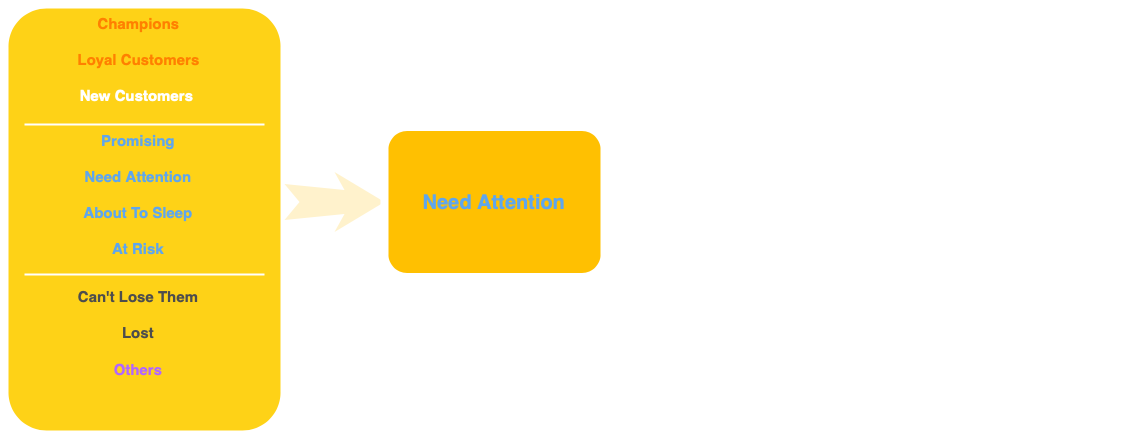 Champions
Loyal Customers
New Customers
Promising
Need Attention
About To Sleep
At Risk
Can't Lose Them
Lost
Others
Need Attention